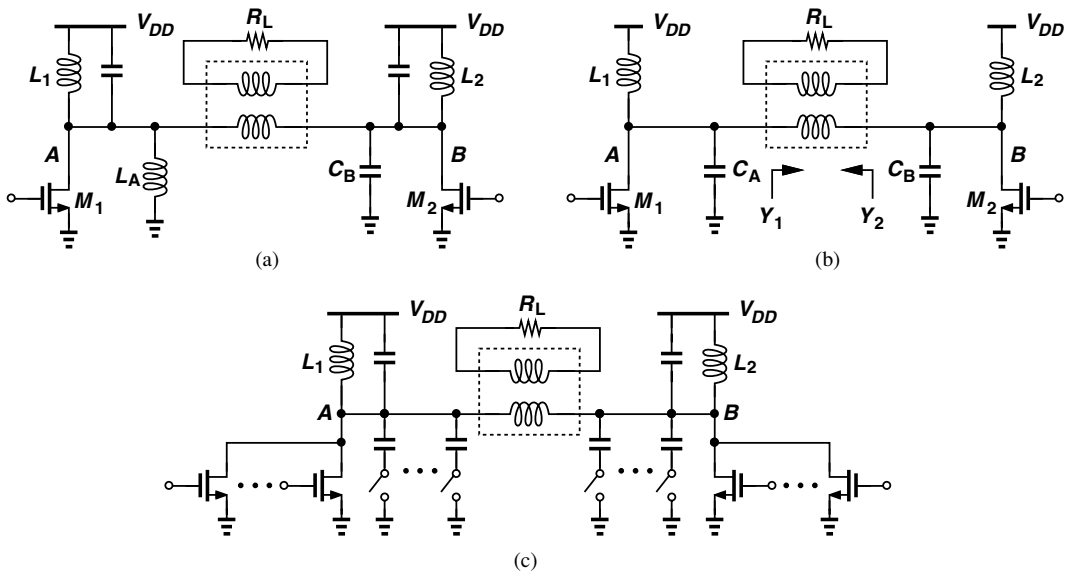 V_DD R_L V_DD
L_1 L_2
A B
L_A C_B
M_1 M_2
(a)
V_DD R_L V_DD
L_1 L_2
A B
C_A C_B
M_1 Y_1 Y_2 M_2
(b)
R_L
V_DD V_DD
L_1 L_2
A B
(c)